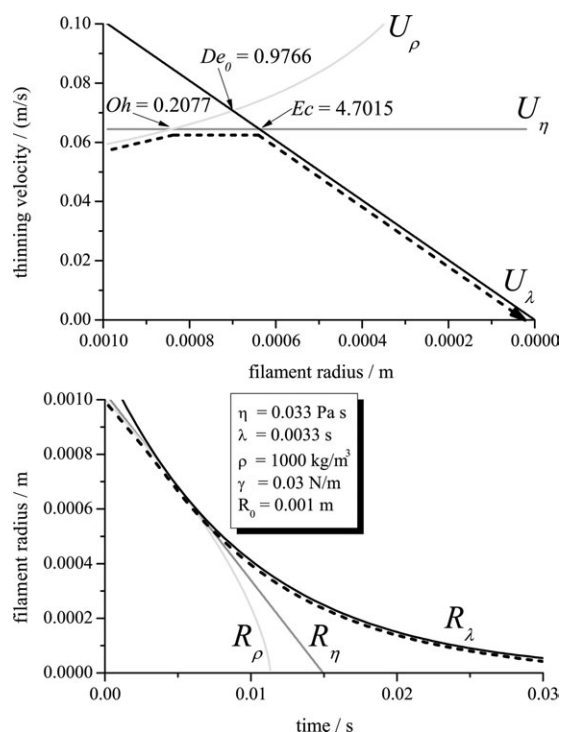 0.10
0.08
0.06
0.04
0.02
0.00
thinning velocity / (m/s)
U_ρ
De₀ = 0.9766
Oh = 0.2077
Ec = 4.7015
U_η
U_λ
0.0010 0.0008 0.0006 0.0004 0.0002 0.0000
filament radius / m
0.0010
0.0008
0.0006
0.0004
0.0002
0.0000
filament radius / m
η = 0.033 Pa s
λ = 0.0033 s
ρ = 1000 kg/m³
γ = 0.03 N/m
R₀ = 0.001 m
R_ρ R_η R_λ
0.00 0.01 0.02 0.03
time / s